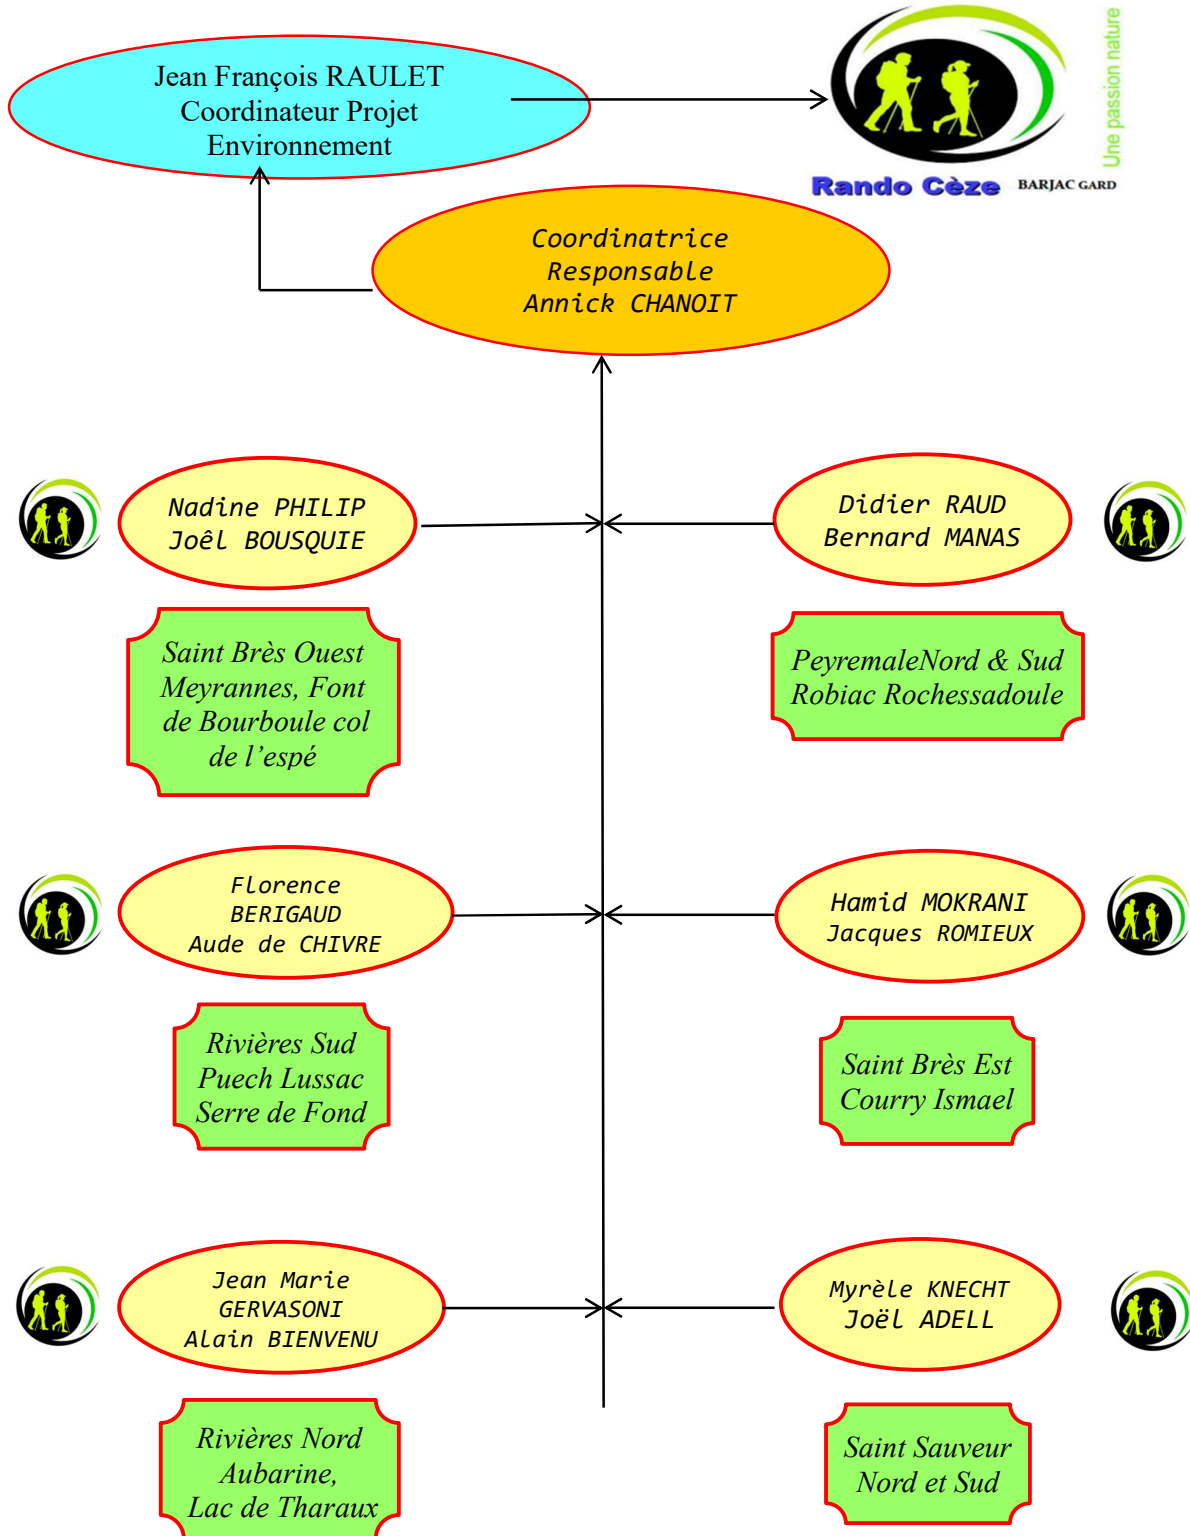 Jean François RAULET
Coordinateur Projet
Environnement
Une passion nature
Rando Cèze BARJAC GARD
Coordinatrice
Responsable
Annick CHANOIT
Nadine PHILIP
Joêl BOUSQUIE
Didier RAUD
Bernard MANAS
Saint Brès Ouest
Meyrannes, Font
de Bourboule col
de l’espé
PeyremaleNord & Sud
Robiac Rochessadoule
Florence
BERIGAUD
Aude de CHIVRE
Hamid MOKRANI
Jacques ROMIEUX
Rivières Sud
Puech Lussac
Serre de Fond
Saint Brès Est
Courry Ismael
Jean Marie
GERVASONI
Alain BIENVENU
Myrèle KNECHT
Joël ADELL
Rivières Nord
Aubarine,
Lac de Tharaux
Saint Sauveur
Nord et Sud